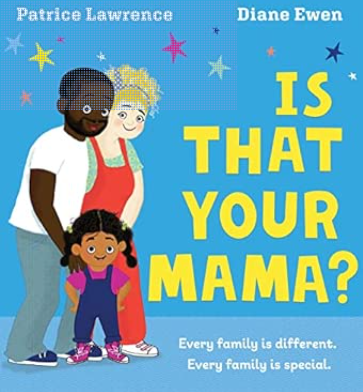 Patrice Lawrence Diane Ewen
IS
THAT
YOUR
MAMA?
Every family is different.
Every family is special.